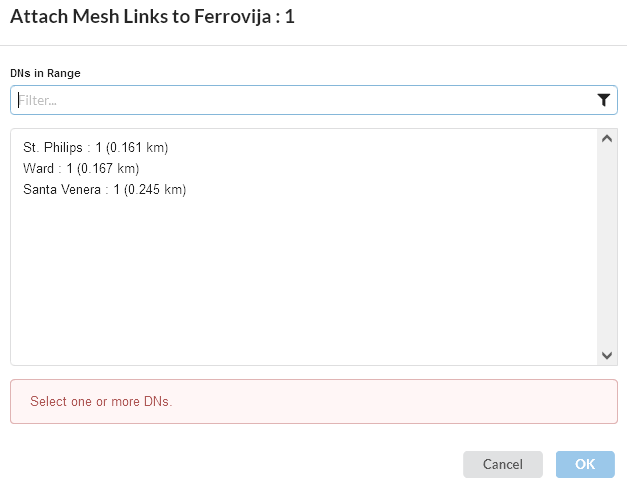 Attach Mesh Links to Ferrovija : 1
DNs in Range
Filter...
St. Philips : 1 (0.161 km)
Ward : 1 (0.167 km)
Santa Venera : 1 (0.245 km)
Select one or more DNs.
Cancel
OK